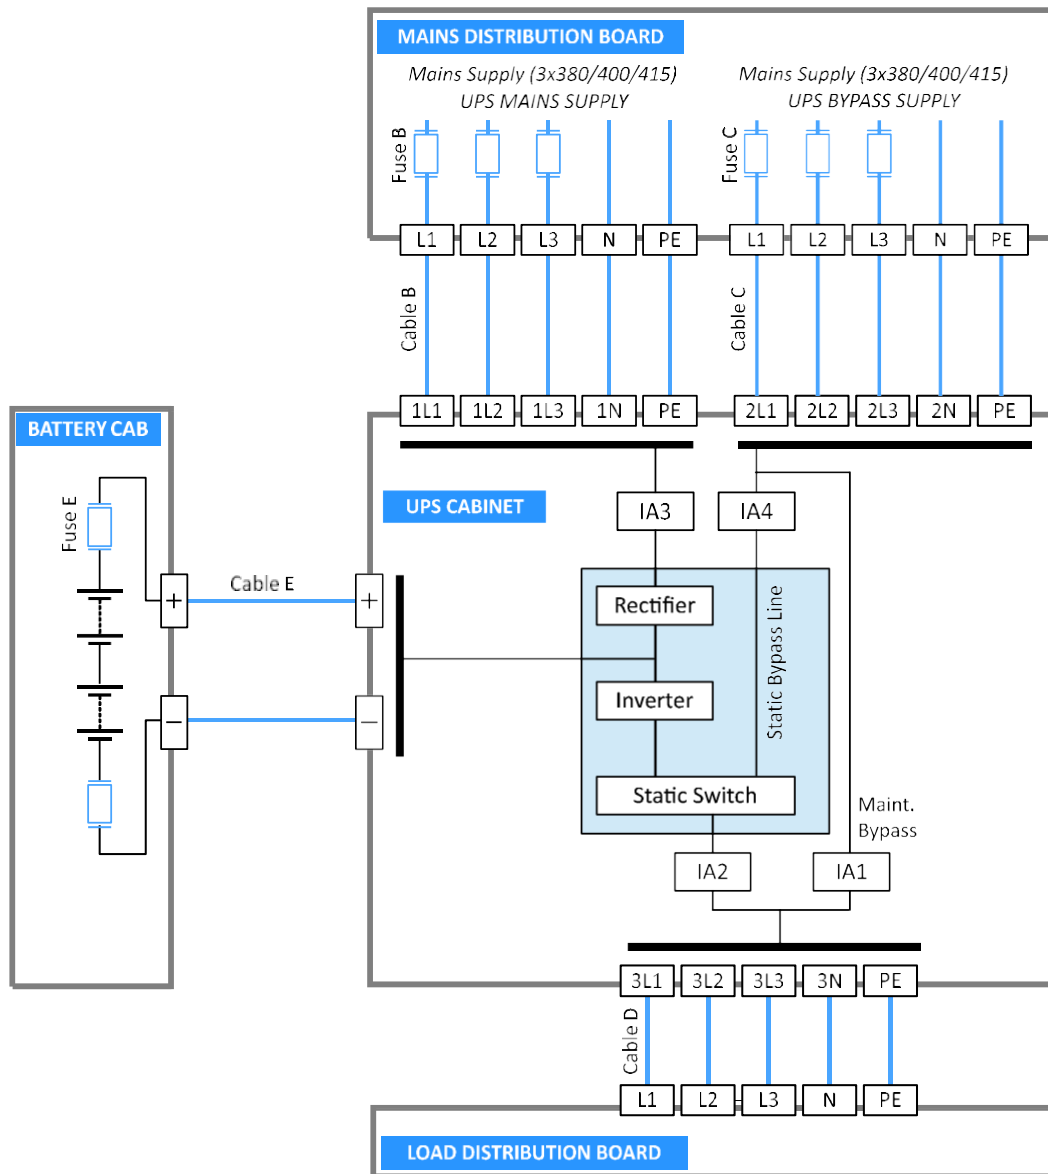 MAINS DISTRIBUTION BOARD
Mains Supply (3x380/400/415)
UPS MAINS SUPPLY
Mains Supply (3x380/400/415)
UPS BYPASS SUPPLY
Fuse B
Fuse C
L1 L2 L3 N PE L1 L2 L3 N PE
Cable B
Cable C
1L1 1L2 1L3 1N PE 2L1 2L2 2L3 2N PE
BATTERY CAB
Fuse E
+
−
Cable E
UPS CABINET
+
−
IA3
IA4
Rectifier
Inverter
Static Bypass Line
Static Switch
Maint.
Bypass
IA2
IA1
3L1 3L2 3L3 3N PE
Cable D
L1 L2 L3 N PE
LOAD DISTRIBUTION BOARD